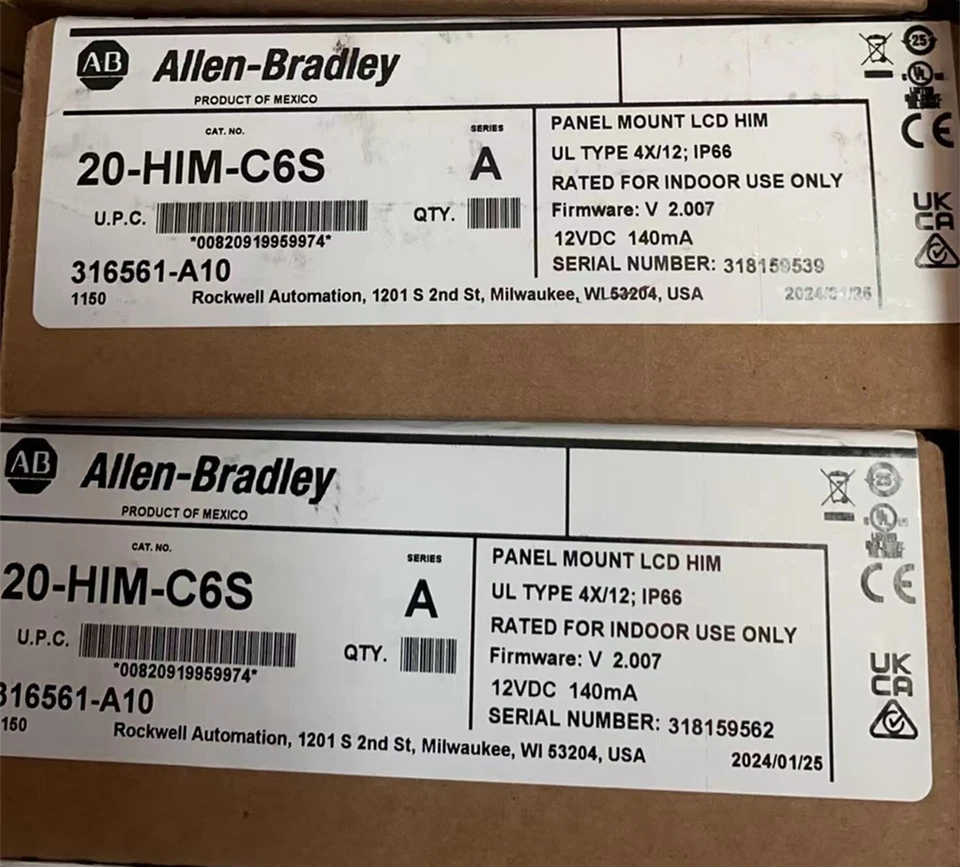 AB Allen-Bradley
PRODUCT OF MEXICO
25
UL
CAT. NO.
SERIES
20-HIM-C6S
A
U.P.C.
QTY.
*00820919959974*
316561-A10
1150
Rockwell Automation, 1201 S 2nd St, Milwaukee, WI 53204, USA
PANEL MOUNT LCD HIM
UL TYPE 4X/12; IP66
RATED FOR INDOOR USE ONLY
Firmware: V 2.007
12VDC 140mA
SERIAL NUMBER: 318159539
CE
UK
CA
AB Allen-Bradley
PRODUCT OF MEXICO
25
UL
CAT. NO.
SERIES
20-HIM-C6S
A
U.P.C.
QTY.
*00820919959974*
316561-A10
150
Rockwell Automation, 1201 S 2nd St, Milwaukee, WI 53204, USA
PANEL MOUNT LCD HIM
UL TYPE 4X/12; IP66
RATED FOR INDOOR USE ONLY
Firmware: V 2.007
12VDC 140mA
SERIAL NUMBER: 318159562
2024/01/25
CE
UK
CA